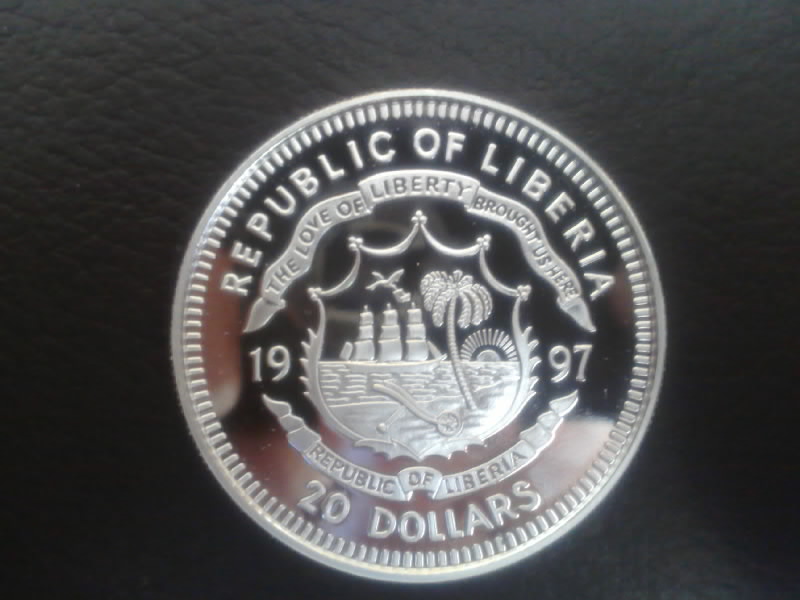 REPUBLIC OF LIBERIA
THE LOVE OF LIBERTY BROUGHT US HERE
19 97
REPUBLIC OF LIBERIA
20 DOLLARS